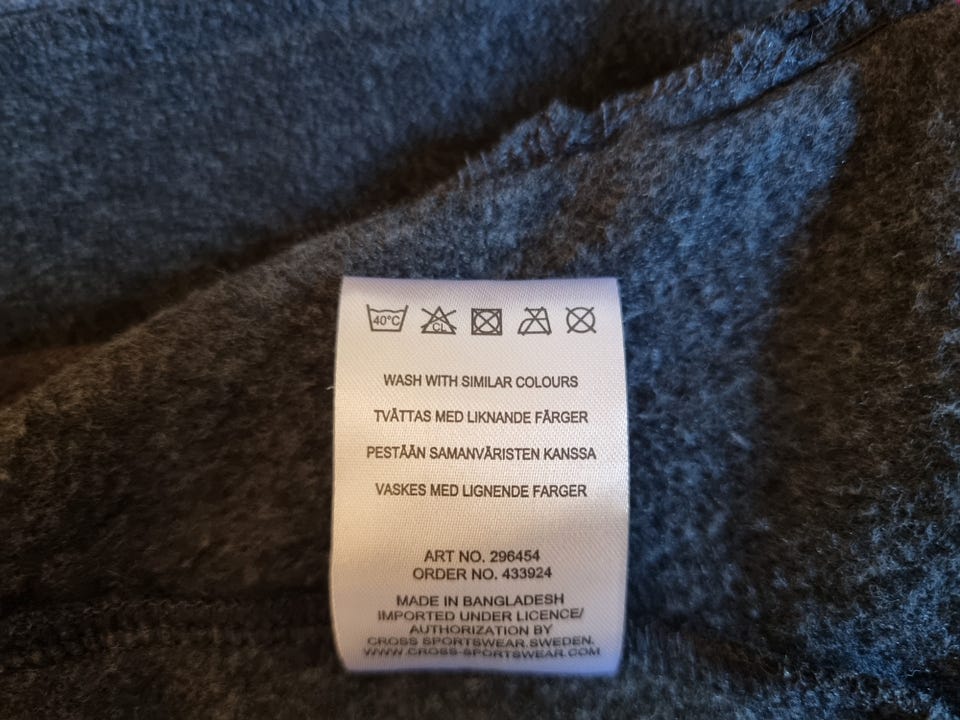 40°C CL
WASH WITH SIMILAR COLOURS
TVÄTTAS MED LIKNANDE FÄRGER
PESTÄÄN SAMANVÄRISTEN KANSSA
VASKES MED LIGNENDE FARGER
ART NO. 296454
ORDER NO. 433924
MADE IN BANGLADESH
IMPORTED UNDER LICENCE/
AUTHORIZATION BY
CROSS SPORTSWEAR.SWEDEN.
WWW.CROSS-SPORTSWEAR.COM